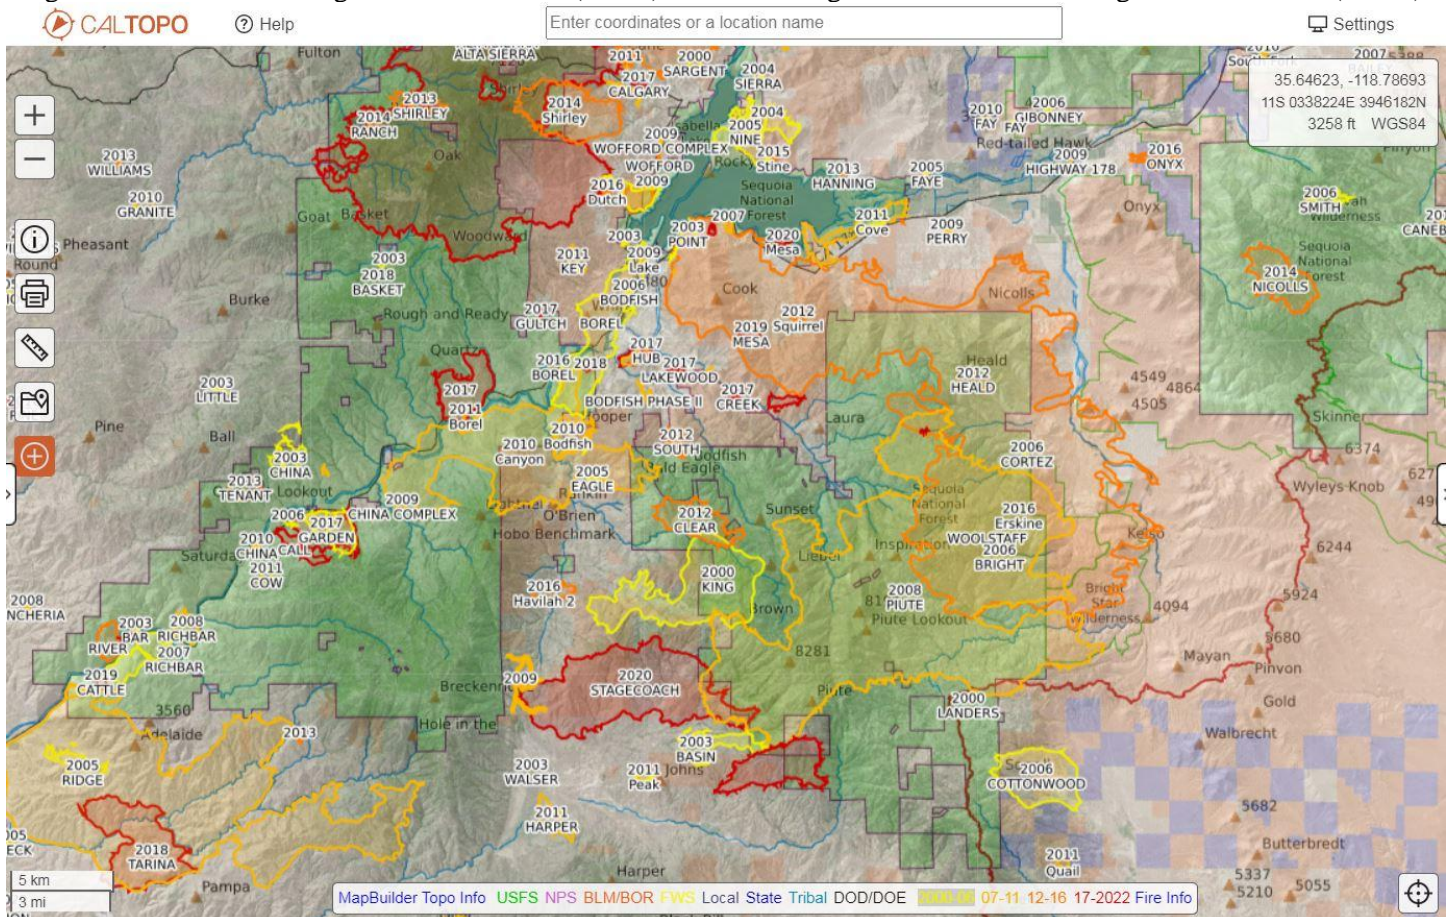 CALTOPO
Help
Enter coordinates or a location name
Settings
35.64623, -118.78693
11S 0338224E 3946182N
3258 ft WGS84
Fulton
ALTA SIERRA
2011
2000
SARGENT
2004
SIERRA
2017
CALGARY
2013
SHIRLEY
2014
RANCH
2014
Shirley
2004
2005
NINE
2009
WOFFORD COMPLEX
WOFFORD
2009
Rocky
2015
Stine
2010
FAY
2006
GIBONNEY
FAY
Red-tailed Hawk
2009
HIGHWAY 178
2016
ONYX
2007
Oak
2013
WILLIAMS
2010
GRANITE
2013
HANNING
2005
FAYE
2016
Dutch
Sequoia
National
Forest
2006
SMITH
Wilderness
Onyx
Goat
Basket
Woodward
Pheasant
Round
2007
2003
POINT
2020
Mesa
2011
Cove
2009
PERRY
2003
2009
Lake
2011
KEY
2003
2018
BASKET
Sequoia
National
Forest
2014
NICOLLS
Burke
Rough and Ready
2006
BODFISH
BOREL
Cook
Nicolls
2012
Squirrel
2019
MESA
2017
GULTCH
2017
HUB
2017
LAKEWOOD
2016
BOREL
2018
Heald
2012
HEALD
4549
4864
4505
2003
LITTLE
2017
2011
Borel
BODFISH PHASE II
2017
CREEK
Laura
Skinner
Pine
Ball
2010
Bodfish
2010
Canyon
2012
SOUTH
2006
CORTEZ
6374
2003
CHINA
2013
TENANT
Lookout
2005
EAGLE
Rankin
Wyleys Knob
2009
CHINA COMPLEX
O'Brien
Hobo Benchmark
2012
CLEAR
Sunset
Sequoia
National
Forest
2016
Erskine
WOOLSTAFF
2006
BRIGHT
Kelso
6244
2006
2017
GARDEN
2010
CHINA
CALL
2011
COW
Lieber
2000
KING
2016
Havilah 2
2008
PIUTE
Piute Lookout
Brown
Bright
Star
Wilderness
4094
5924
5680
2008
2003
BAR
2008
RICHBAR
RIVER
2007
RICHBAR
8281
Mayan
Pinyon
2019
CATTLE
2009
2020
STAGECOACH
Piute
2000
LANDERS
Gold
3560
Adelaide
2013
Hole in the
Walbrecht
2005
RIDGE
2003
BASIN
2003
WALSER
2011
Peak
Johns
2006
COTTONWOOD
2011
HARPER
5682
2018
TARINA
Pampa
Harper
2011
Quail
Butterbredt
5337
5210
5055
5 km
3 mi
MapBuilder Topo Info USFS NPS BLM/BOR FWS Local State Tribal DOD/DOE 2000-06 07-11 12-16 17-2022 Fire Info